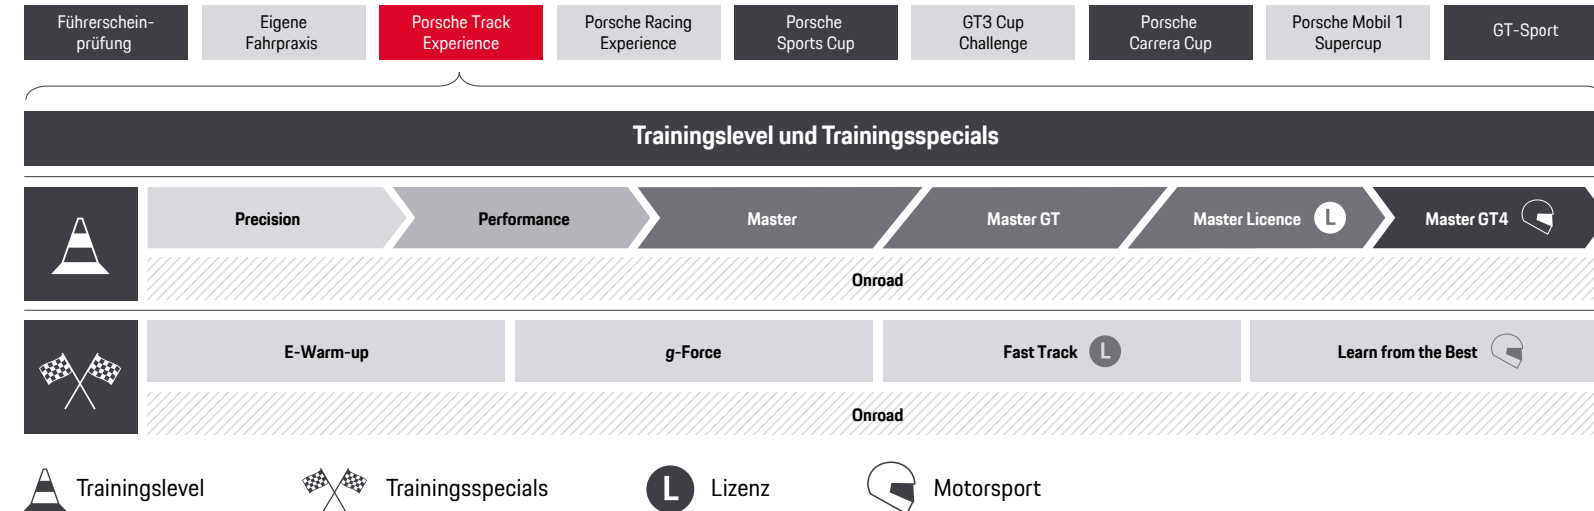 Führerschein-
prüfung
Eigene
Fahrpraxis
Porsche Track
Experience
Porsche Racing
Experience
Porsche
Sports Cup
GT3 Cup
Challenge
Porsche
Carrera Cup
Porsche Mobil 1
Supercup
GT-Sport
Trainingslevel und Trainingsspecials
Precision
Performance
Master
Master GT
Master Licence L
Master GT4
Onroad
E-Warm-up
g-Force
Fast Track L
Learn from the Best
Onroad
Trainingslevel
Trainingsspecials
L Lizenz
Motorsport